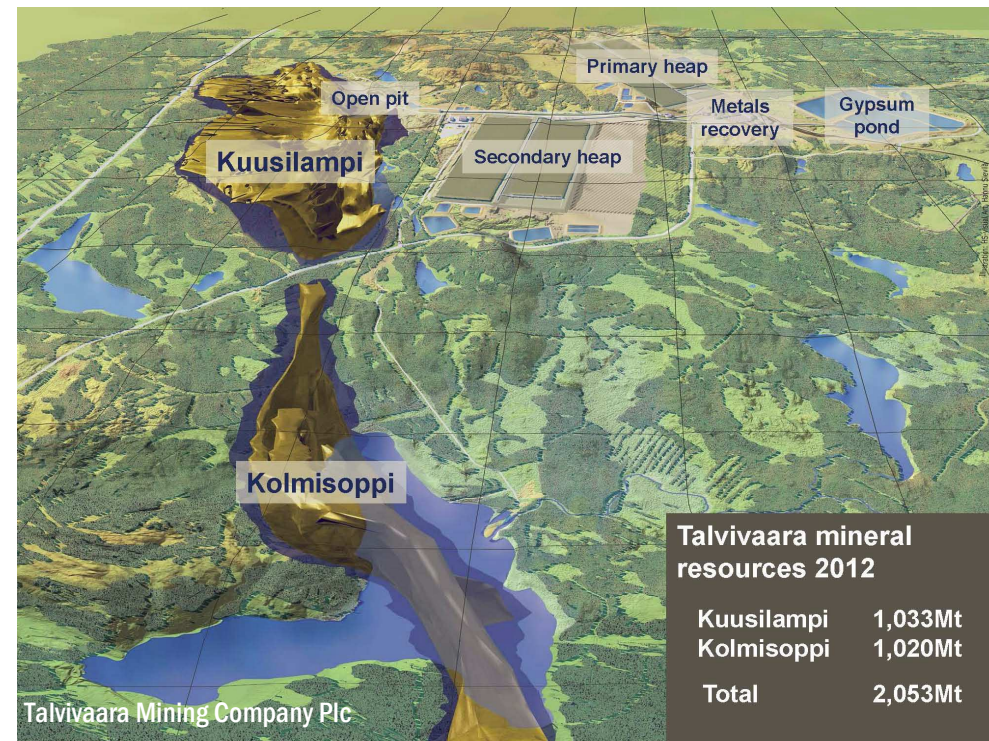 Primary heap
Open pit
Metals
recovery
Gypsum
pond
Secondary heap
Kuusilampi
Kolmisoppi
Talvivaara mineral
resources 2012
Kuusilampi 1,033Mt
Kolmisoppi 1,020Mt
Total 2,053Mt
Talvivaara Mining Company Plc